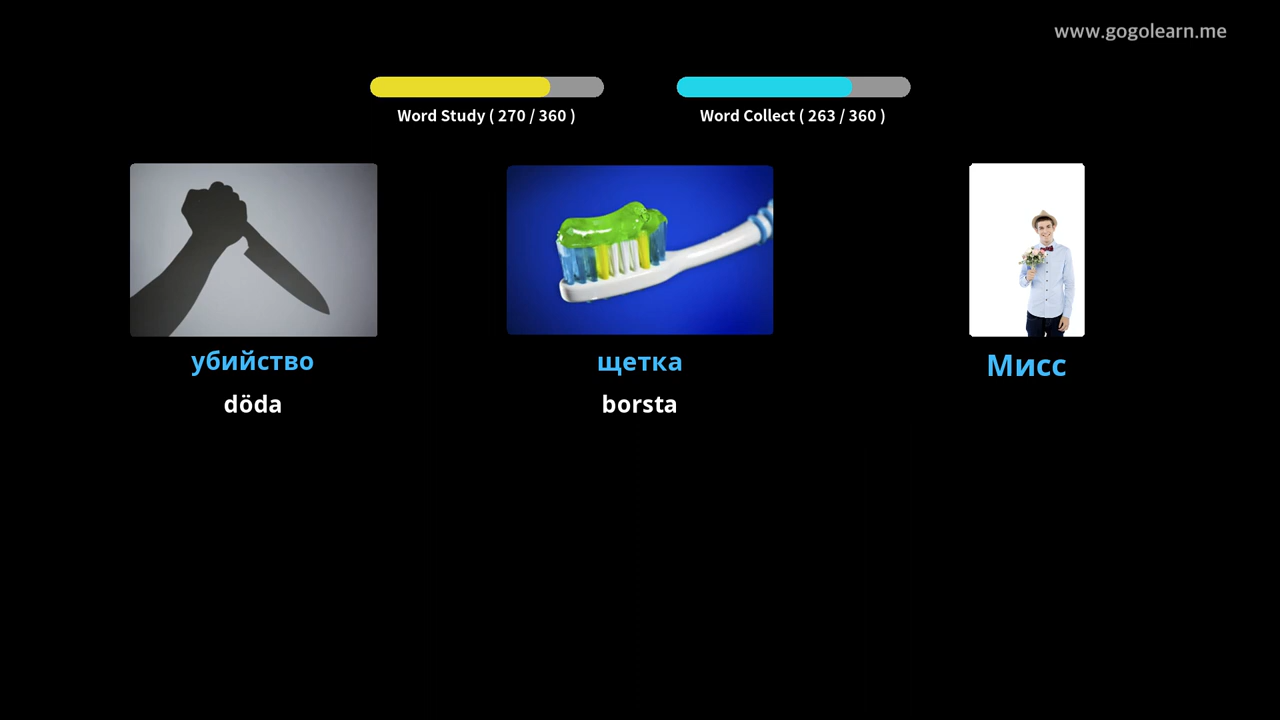 www.gogolearn.me
Word Study ( 270 / 360 )
Word Collect ( 263 / 360 )
убийство
щетка
Мисс
döda
borsta